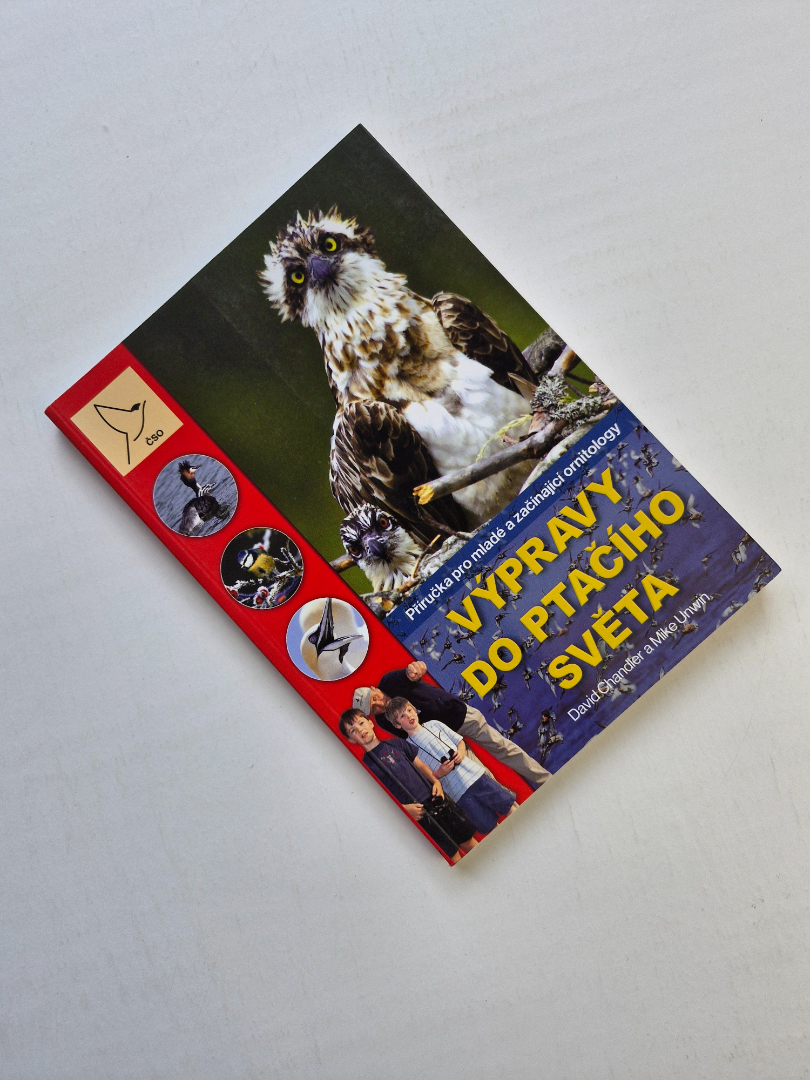 ČSO
Příručka pro mladé a začínající ornitology
VÝPRAVY
DO PTAČÍHO
SVĚTA
David Chandler a Mike Unwin